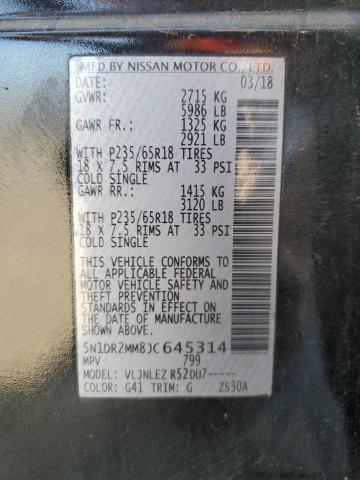 MFD BY NISSAN MOTOR CO., LTD.
DATE: 03/18
GVWR: 2715 KG
5986 LB
GAWR FR.: 1325 KG
2921 LB
WITH P235/65R18 TIRES
18 X 7.5 RIMS AT 33 PSI
COLD SINGLE
GAWR RR.: 1415 KG
3120 LB
WITH P235/65R18 TIRES
18 X 7.5 RIMS AT 33 PSI
COLD SINGLE
THIS VEHICLE CONFORMS TO
ALL APPLICABLE FEDERAL
MOTOR VEHICLE SAFETY AND
THEFT PREVENTION
STANDARDS IN EFFECT ON
THE DATE OF MANUFACTURE
SHOWN ABOVE.
5N1DR2MM8JC645314
MPV 799
MODEL: VLJNLEZ R52DU7-----
COLOR: G41 TRIM: G ZS30A